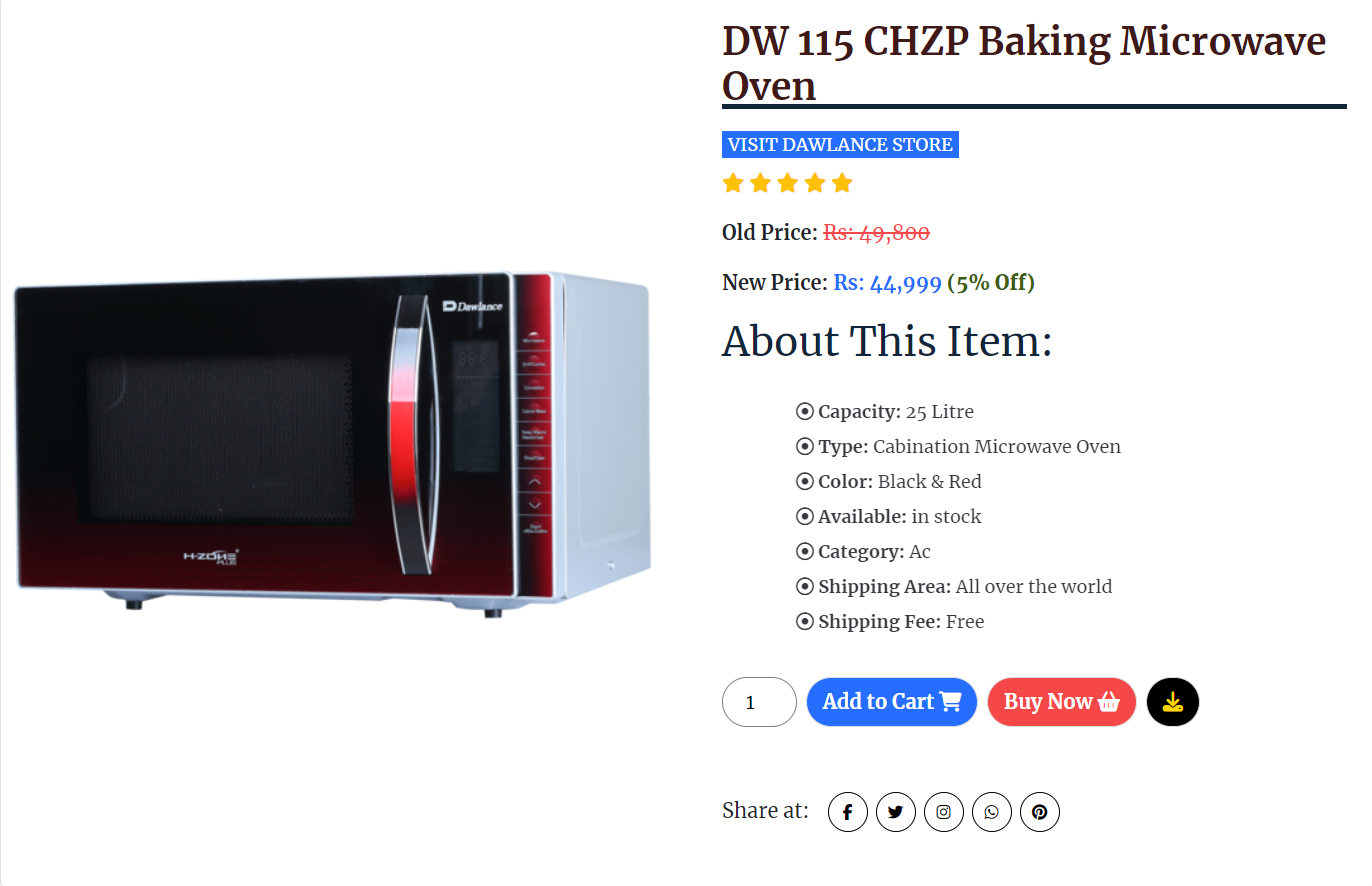 DW 115 CHZP Baking Microwave
Oven
VISIT DAWLANCE STORE
Old Price: Rs: 49,800
New Price: Rs: 44,999 (5% Off)
About This Item:
Capacity: 25 Litre
Type: Cabination Microwave Oven
Color: Black & Red
Available: in stock
Category: Ac
Shipping Area: All over the world
Shipping Fee: Free
1
Add to Cart
Buy Now
Share at:
Dawlance
H-ZONE
PLUS